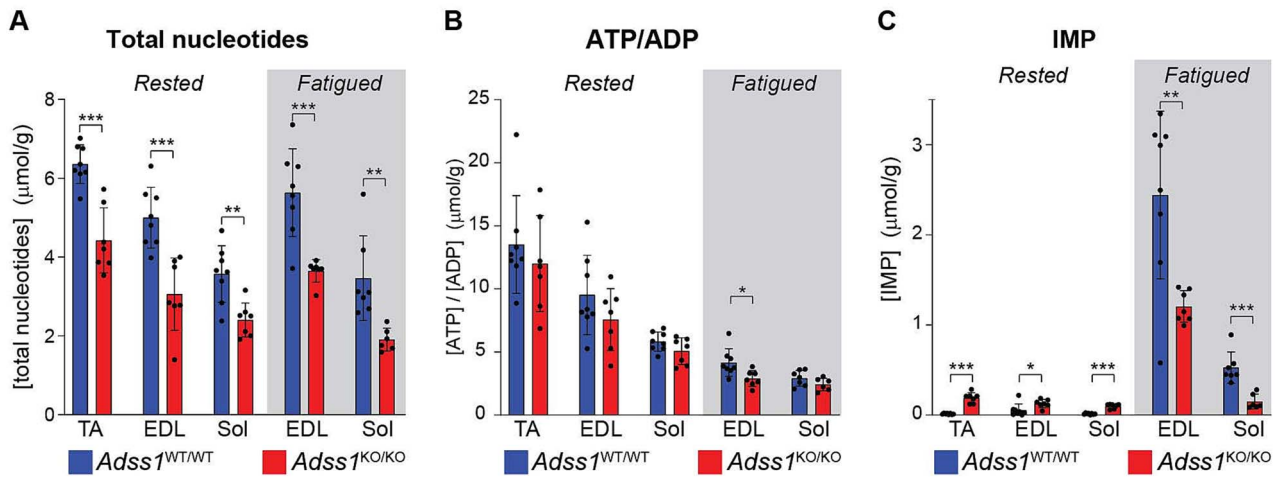 A Total nucleotides
Rested Fatigued
[total nucleotides] (μmol/g)
8
6
4
2
0
*** *** ** *** **
TA EDL Sol EDL Sol
Adss1WT/WT Adss1KO/KO
B ATP/ADP
Rested Fatigued
[ATP] / [ADP] (μmol/g)
25
20
15
10
5
0
*
TA EDL Sol EDL Sol
Adss1WT/WT Adss1KO/KO
C IMP
Rested Fatigued
[IMP] (μmol/g)
3
2
1
0
*** * *** ** ***
TA EDL Sol EDL Sol
Adss1WT/WT Adss1KO/KO